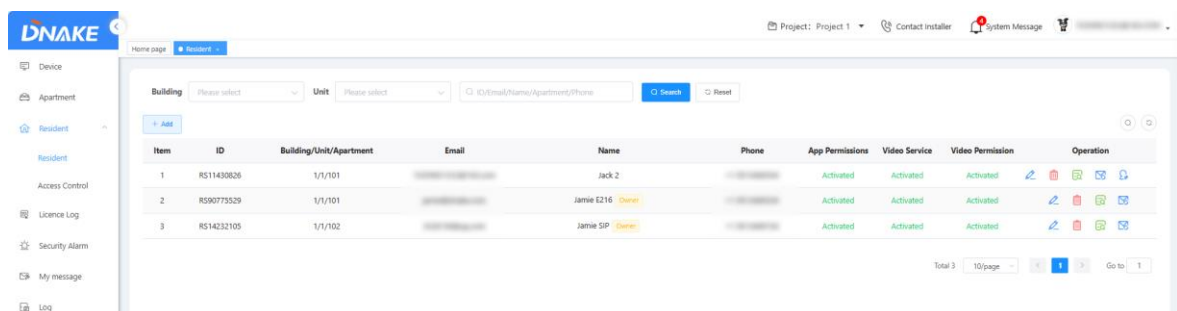 DNAKE
Project: Project 1
Contact Installer
4
System Message
Home page
Resident
Device
Apartment
Resident
Resident
Access Control
Licence Log
Security Alarm
My message
Log
Building Please select Unit Please select ID/Email/Name/Apartment/Phone Search Reset
+ Add
Item ID Building/Unit/Apartment Email Name Phone App Permissions Video Service Video Permission Operation
1 RS11430826 1/1/101 Jack 2 Activated Activated Activated
2 RS90775529 1/1/101 Jamie E216 Owner Activated Activated Activated
3 RS14232105 1/1/102 Jamie SIP Owner Activated Activated Activated
Total 3 10/page 1 Go to 1